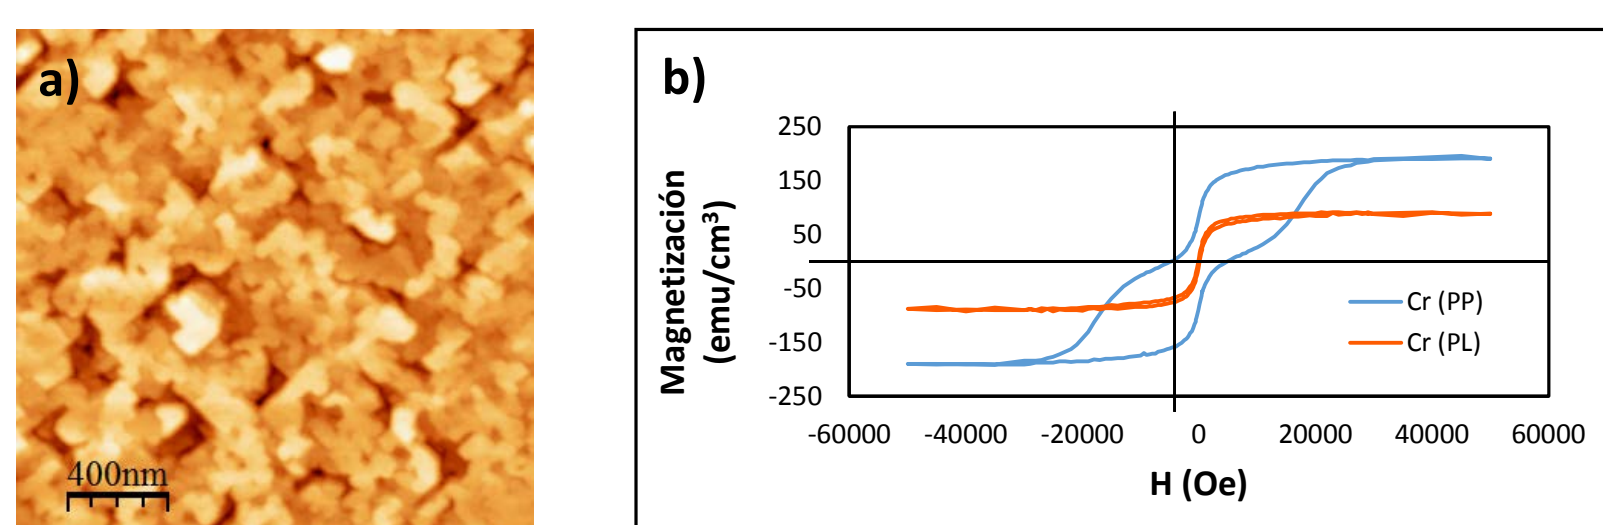 a)
400nm
b)
Magnetización
(emu/cm³)
250
150
50
-50
-150
-250
Cr (PP)
Cr (PL)
-60000 -40000 -20000 0 20000 40000 60000
H (Oe)